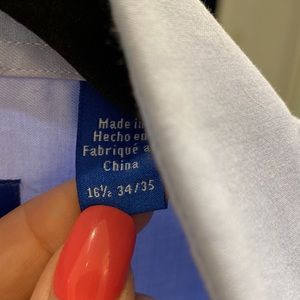 Made in
Hecho en
Fabriqué a
China
16½ 34/35